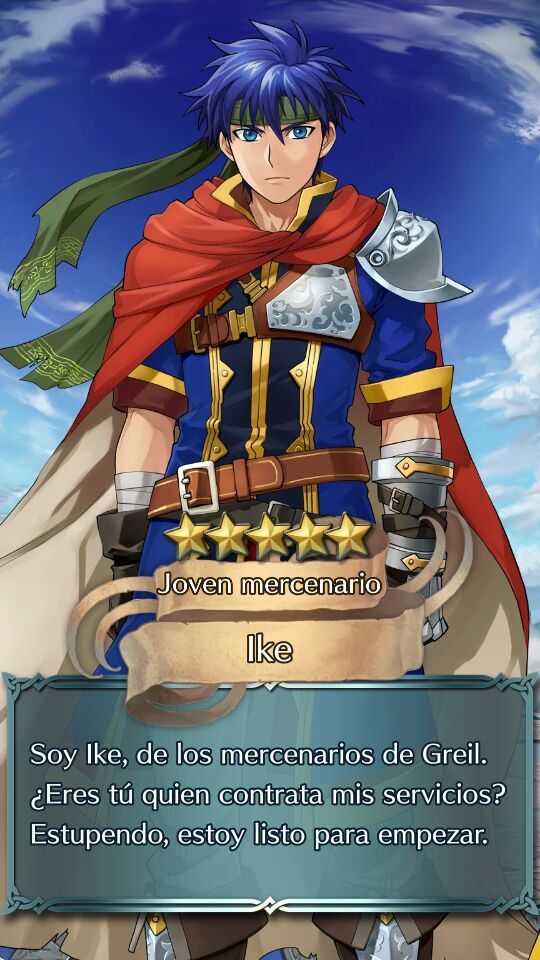 Joven mercenario
Ike
Soy Ike, de los mercenarios de Greil.
¿Eres tú quien contrata mis servicios?
Estupendo, estoy listo para empezar.